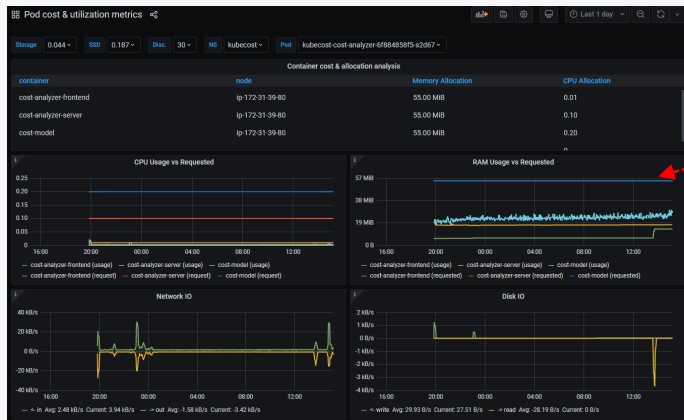 Pod cost & utilization metrics
Last 1 day
Storage 0.044 SSD 0.187 Disc. 30 NS kubecost Pod kubecost-cost-analyzer-6f884858f5-s2d67
Container cost & allocation analysis
container node Memory Allocation CPU Allocation
cost-analyzer-frontend ip-172-31-39-80 55.00 MiB 0.01
cost-analyzer-server ip-172-31-39-80 55.00 MiB 0.10
cost-model ip-172-31-39-80 55.00 MiB 0.20
CPU Usage vs Requested
0.25
0.20
0.15
0.10
0.05
0
16:00 20:00 00:00 04:00 08:00 12:00
cost-analyzer-frontend (usage) cost-analyzer-server (usage) cost-model (usage)
cost-analyzer-frontend (request) cost-analyzer-server (request) cost-model (request)
RAM Usage vs Requested
57 MiB
38 MiB
19 MiB
0 B
16:00 20:00 00:00 04:00 08:00 12:00
cost-analyzer-frontend (usage) cost-analyzer-server (usage) cost-model (usage)
cost-analyzer-frontend (requested) cost-analyzer-server (requested) cost-model (requested)
Network IO
40 kB/s
20 kB/s
0 B/s
-20 kB/s
-40 kB/s
16:00 20:00 00:00 04:00 08:00 12:00
<- in Avg: 2.48 kB/s Current: 3.94 kB/s -> out Avg: -1.58 kB/s Current: -3.42 kB/s
Disk IO
2 kB/s
1 kB/s
0 B/s
-1 kB/s
-2 kB/s
-3 kB/s
-4 kB/s
16:00 20:00 00:00 04:00 08:00 12:00
<- write Avg: 29.93 B/s Current: 27.51 B/s -> read Avg: -28.19 B/s Current: 0 B/s